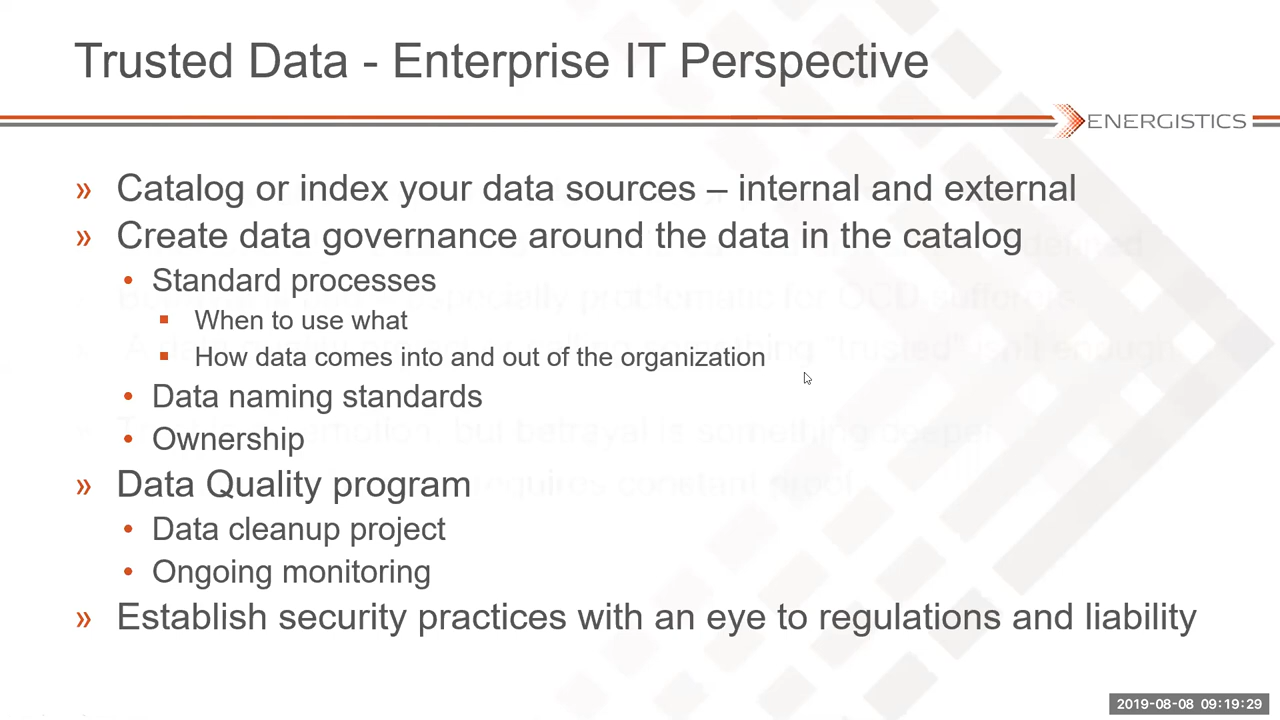 Trusted Data - Enterprise IT Perspective
ENERGISTICS
» Catalog or index your data sources – internal and external
» Create data governance around the data in the catalog
• Standard processes
▪ When to use what
▪ How data comes into and out of the organization
• Data naming standards
• Ownership
» Data Quality program
• Data cleanup project
• Ongoing monitoring
» Establish security practices with an eye to regulations and liability
2019-08-08 09:19:29